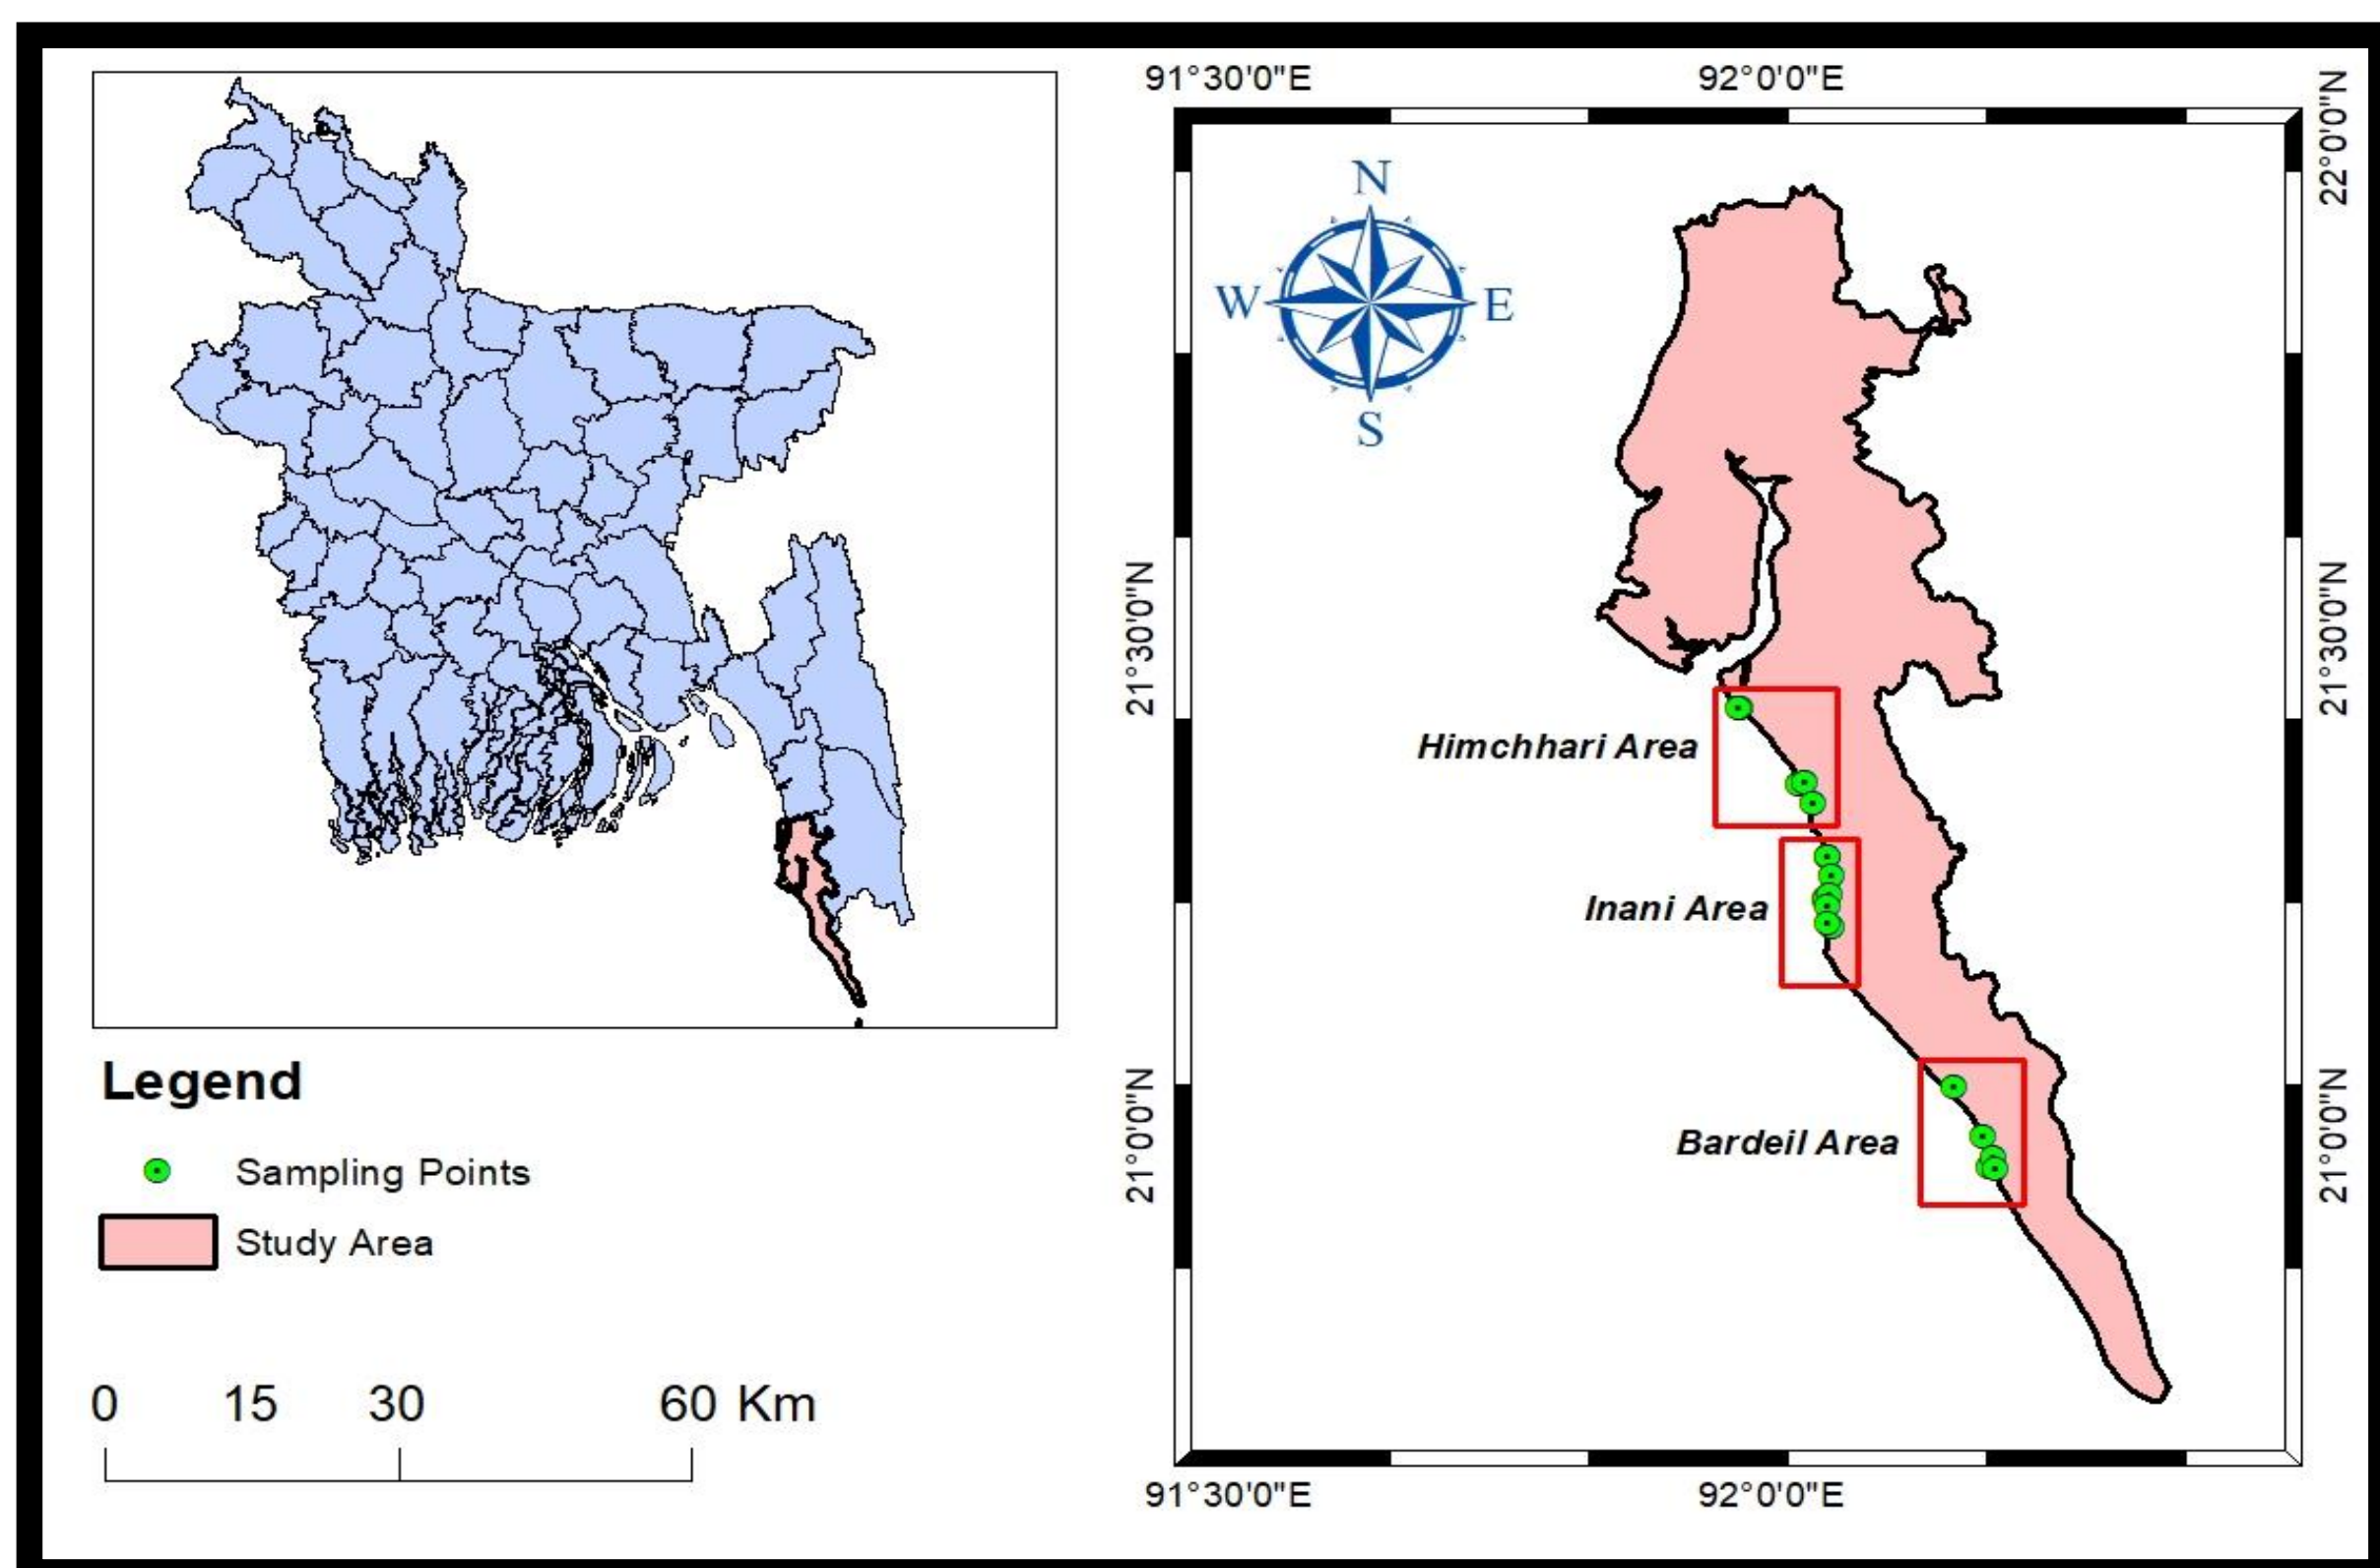 91°30'0"E
92°0'0"E
22°0'0"N
N
W
E
S
21°30'0"N
21°30'0"N
Himchhari Area
Inani Area
21°0'0"N
21°0'0"N
Bardeil Area
91°30'0"E
92°0'0"E
Legend
Sampling Points
Study Area
0 15 30 60 Km